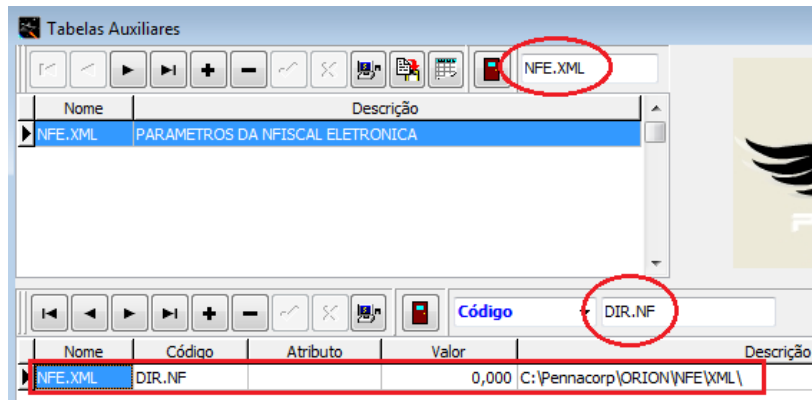 Tabelas Auxiliares
NFE.XML
Nome Descrição
NFE.XML PARAMETROS DA NFISCAL ELETRONICA
Código DIR.NF
Nome Código Atributo Valor Descrição
NFE.XML DIR.NF 0,000 C:\Pennacorp\ORION\NFE\XML\